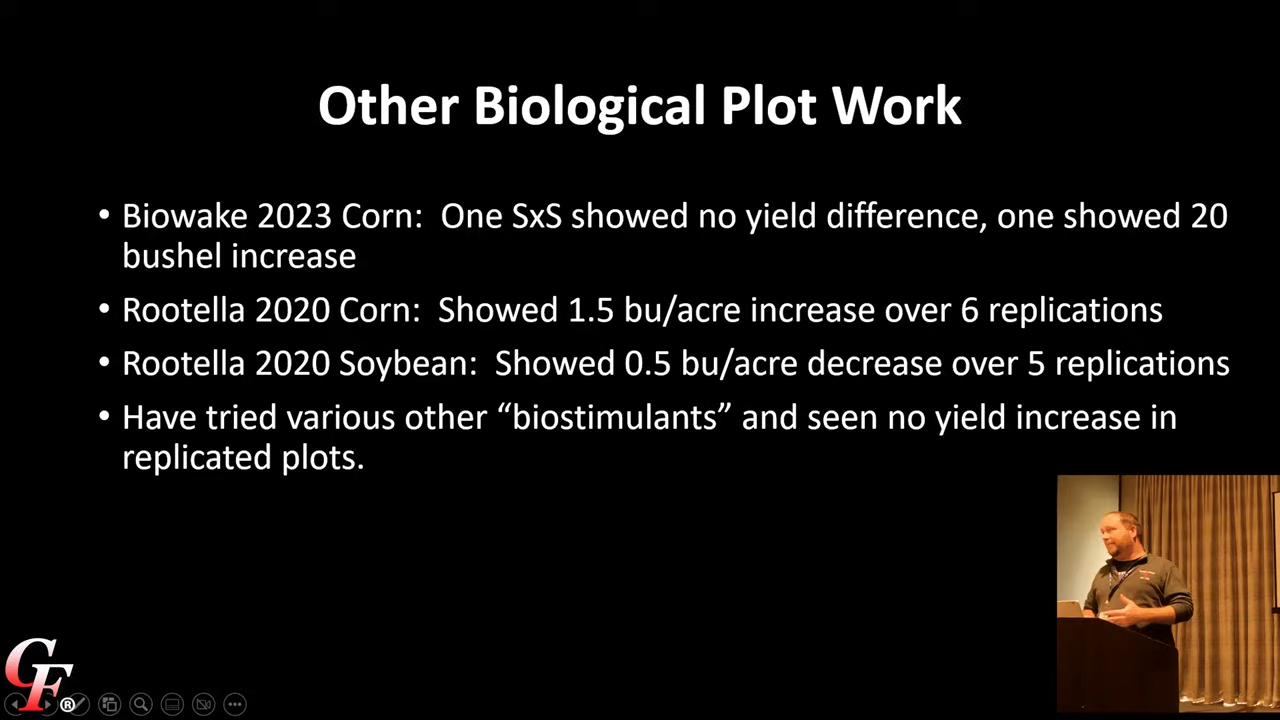 Other Biological Plot Work
• Biowake 2023 Corn:  One SxS showed no yield difference, one showed 20
bushel increase
• Rootella 2020 Corn:  Showed 1.5 bu/acre increase over 6 replications
• Rootella 2020 Soybean:  Showed 0.5 bu/acre decrease over 5 replications
• Have tried various other “biostimulants” and seen no yield increase in
replicated plots.
CF®